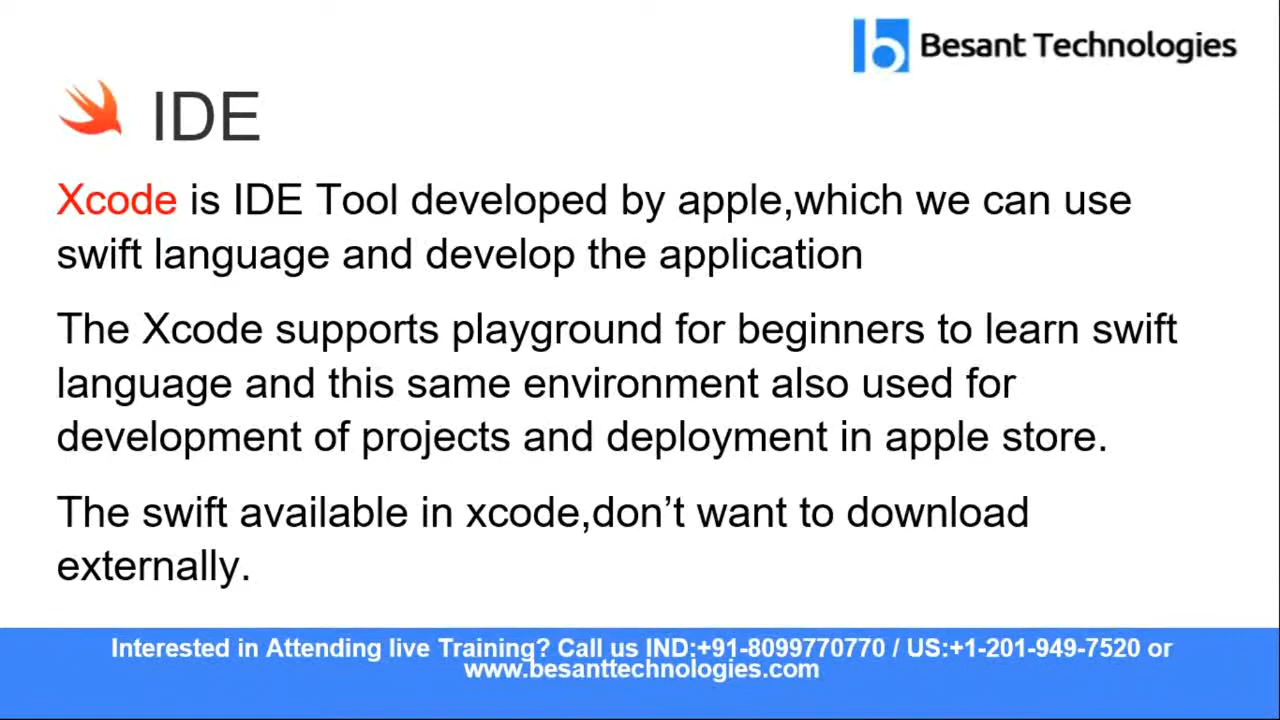 Besant Technologies
IDE
Xcode is IDE Tool developed by apple,which we can use
swift language and develop the application
The Xcode supports playground for beginners to learn swift
language and this same environment also used for
development of projects and deployment in apple store.
The swift available in xcode,don’t want to download
externally.
Interested in Attending live Training? Call us IND:+91-8099770770 / US:+1-201-949-7520 or
www.besanttechnologies.com